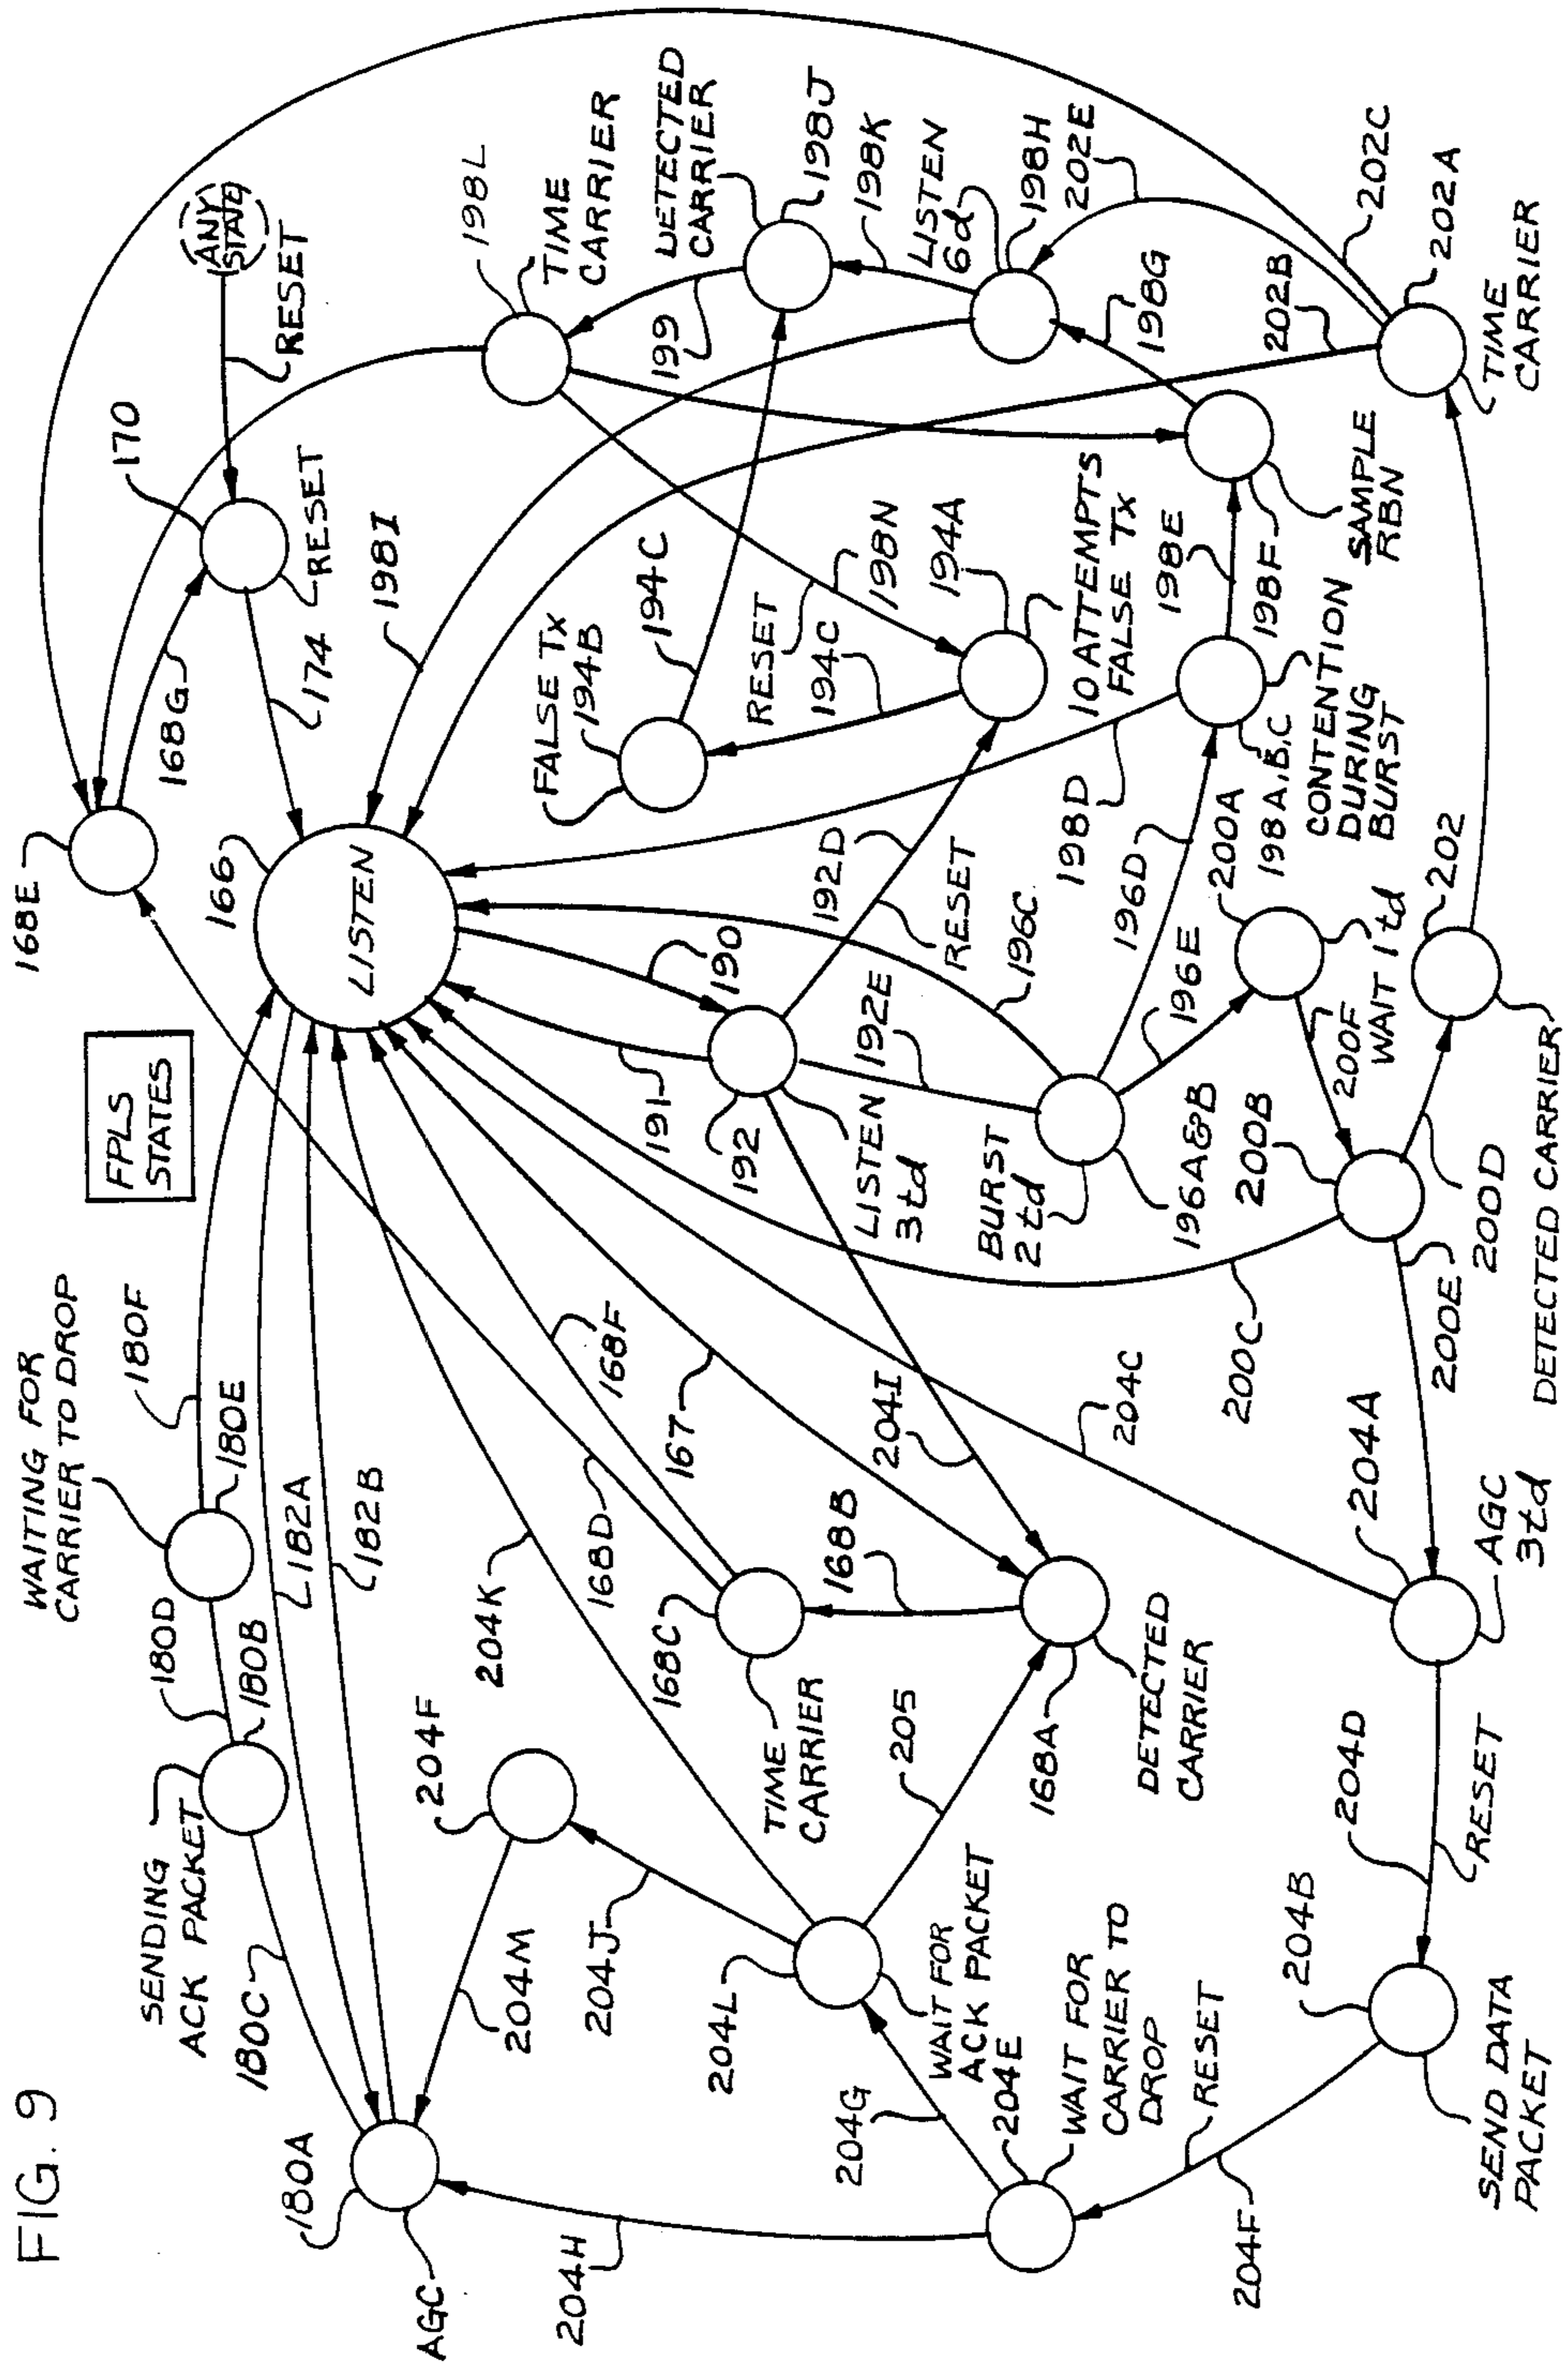 FIG. 9
FPLS
STATES
WAITING FOR
CARRIER TO DROP
180F
180E
180D
180B
SENDING
ACK PACKET
180C
180A
AGC
182A
182B
168E
166
LISTEN
168G
170
RESET
174
(ANY
RESET
198I
198L
TIME
CARRIER
DETECTED
CARRIER
198J
199
198K
LISTEN
6d
198H
202E
198G
202B
202C
202A
TIME
CARRIER
FALSE Tx
194B
194C
RESET
194C
198N
194A
10 ATTEMPTS
FALSE Tx
198E
198F
SAMPLE
RBN
CONTENTION
DURING
BURST
198A,B,C
198D
196D
192D
RESET
196C
196E
200A
WAIT 1td
200F
202
190
191
192
192E
LISTEN
3td
BURST
2td
196A&B
200B
200D
DETECTED CARRIER
200E
200C
204A
AGC
3td
204C
204I
167
168F
168D
168B
168C
TIME
CARRIER
168A
DETECTED
CARRIER
205
204K
204F
204M
204J
204L
WAIT FOR
ACK PACKET
204G
204E
WAIT FOR
CARRIER TO
DROP
204H
RESET
204F
204D
RESET
204B
SEND DATA
PACKET